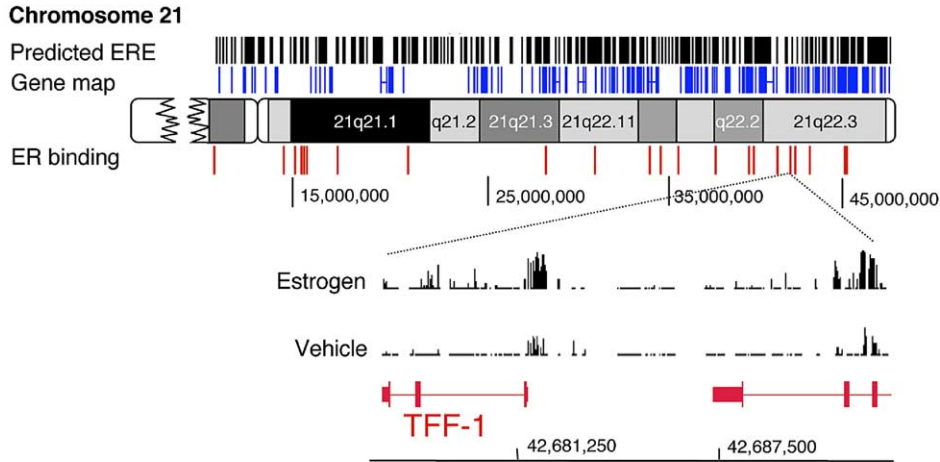 Chromosome 21
Predicted ERE
Gene map
21q21.1 q21.2 21q21.3 21q22.11 q22.2 21q22.3
ER binding
15,000,000 25,000,000 35,000,000 45,000,000
Estrogen
Vehicle
TFF-1
42,681,250 42,687,500